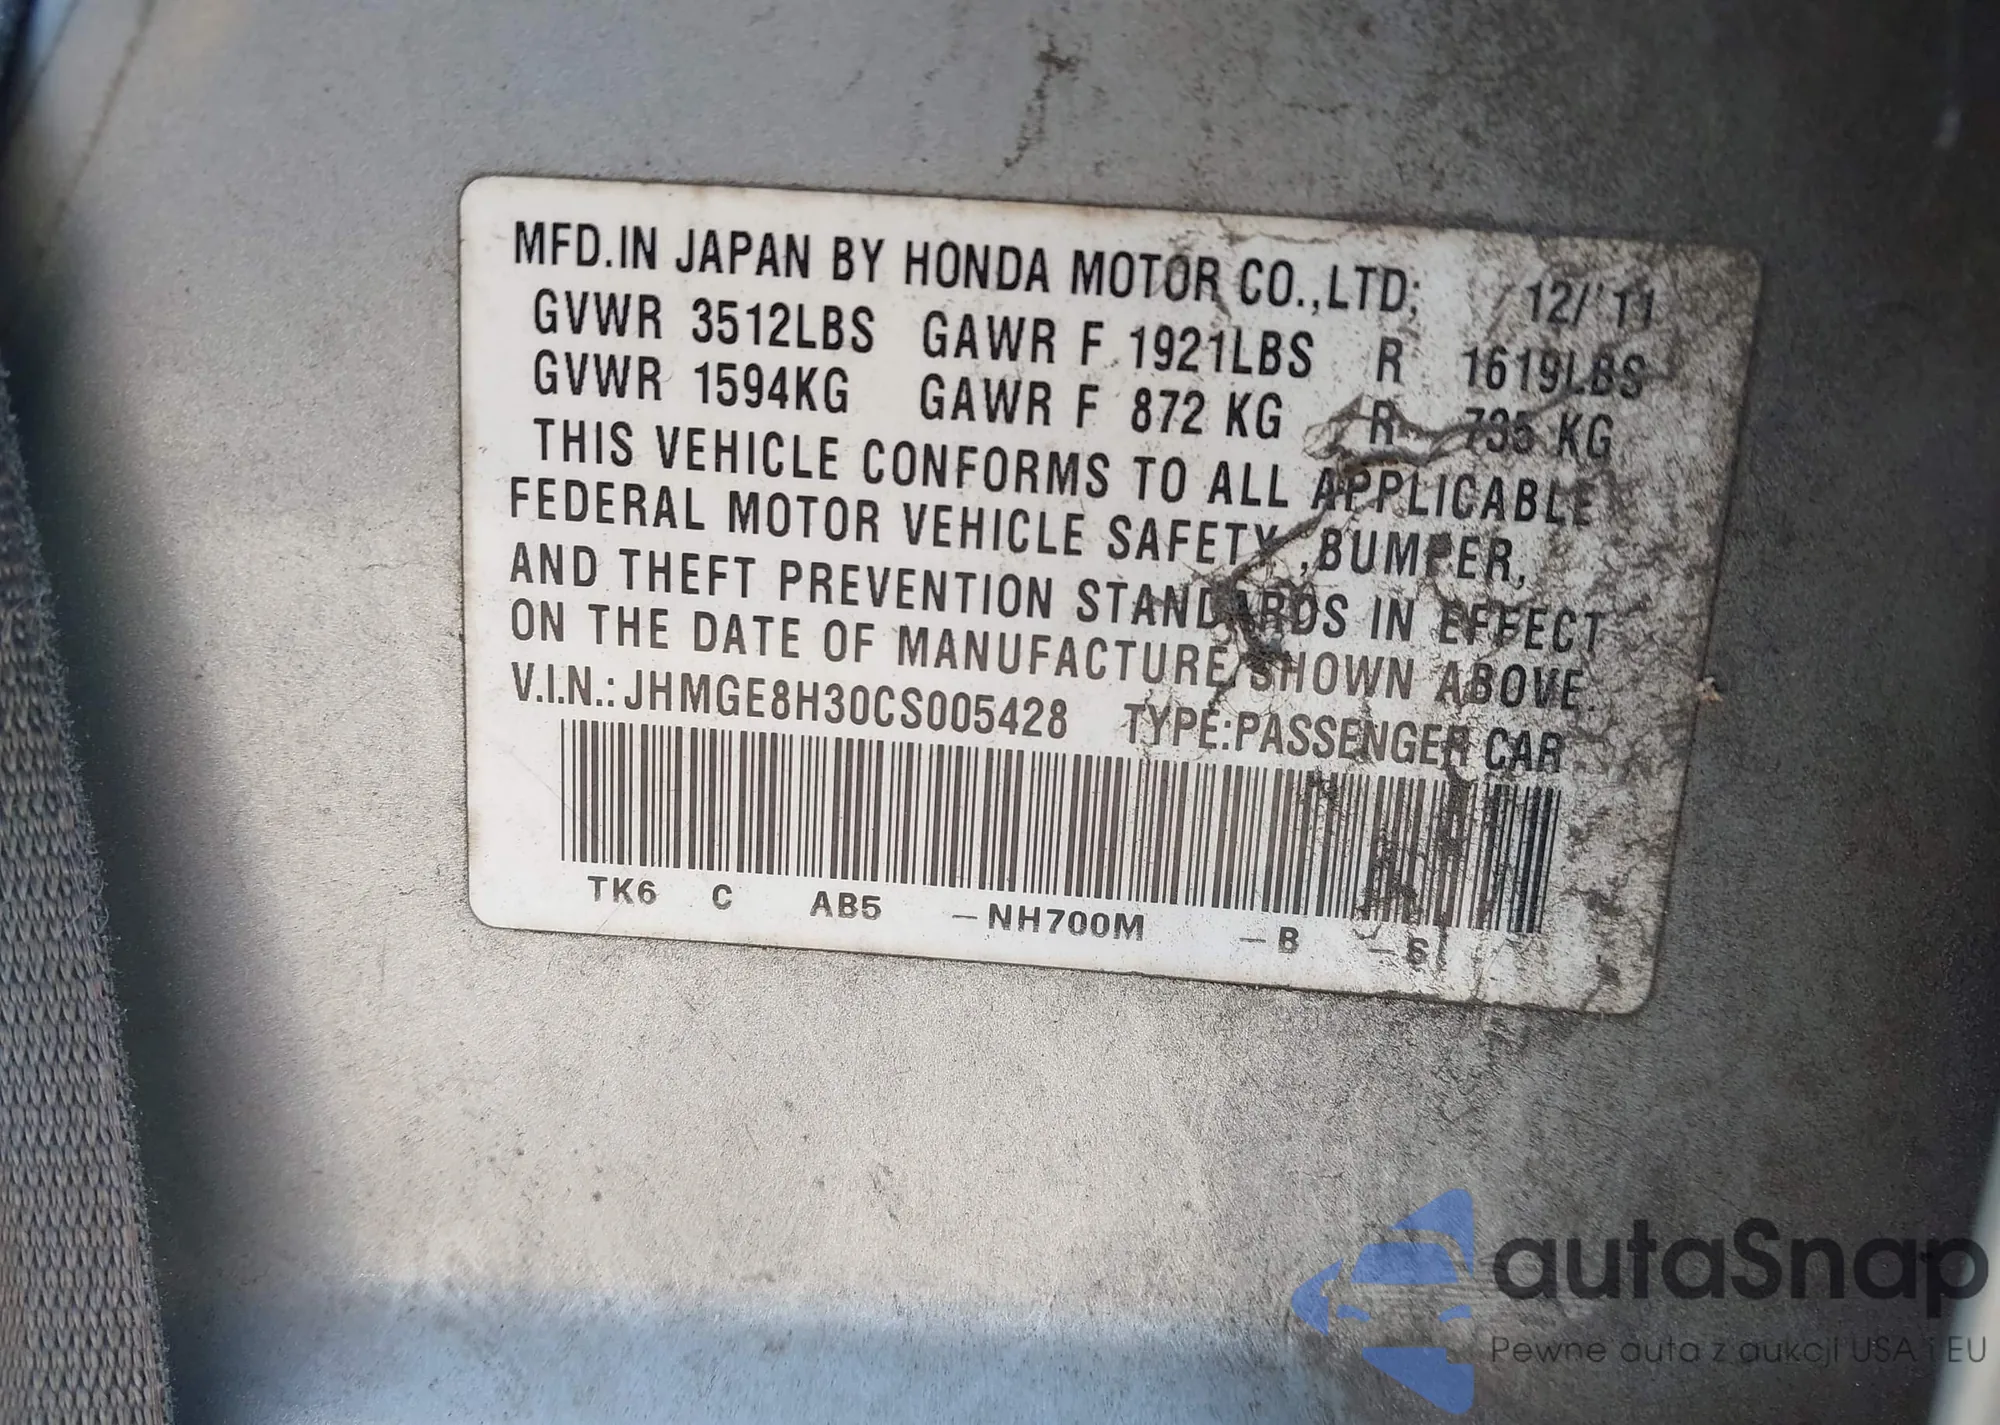 MFD.IN JAPAN BY HONDA MOTOR CO.,LTD; 12/'11
GVWR 3512LBS GAWR F 1921LBS R 1619LBS
GVWR 1594KG GAWR F 872 KG R 735 KG
THIS VEHICLE CONFORMS TO ALL APPLICABLE
FEDERAL MOTOR VEHICLE SAFETY ,BUMPER,
AND THEFT PREVENTION STANDARDS IN EFFECT
ON THE DATE OF MANUFACTURE SHOWN ABOVE.
V.I.N.: JHMGE8H30CS005428 TYPE:PASSENGER CAR
TK6 C AB5 -NH700M -B -6
autaSnap
Pewne auta z aukcji USA i EU